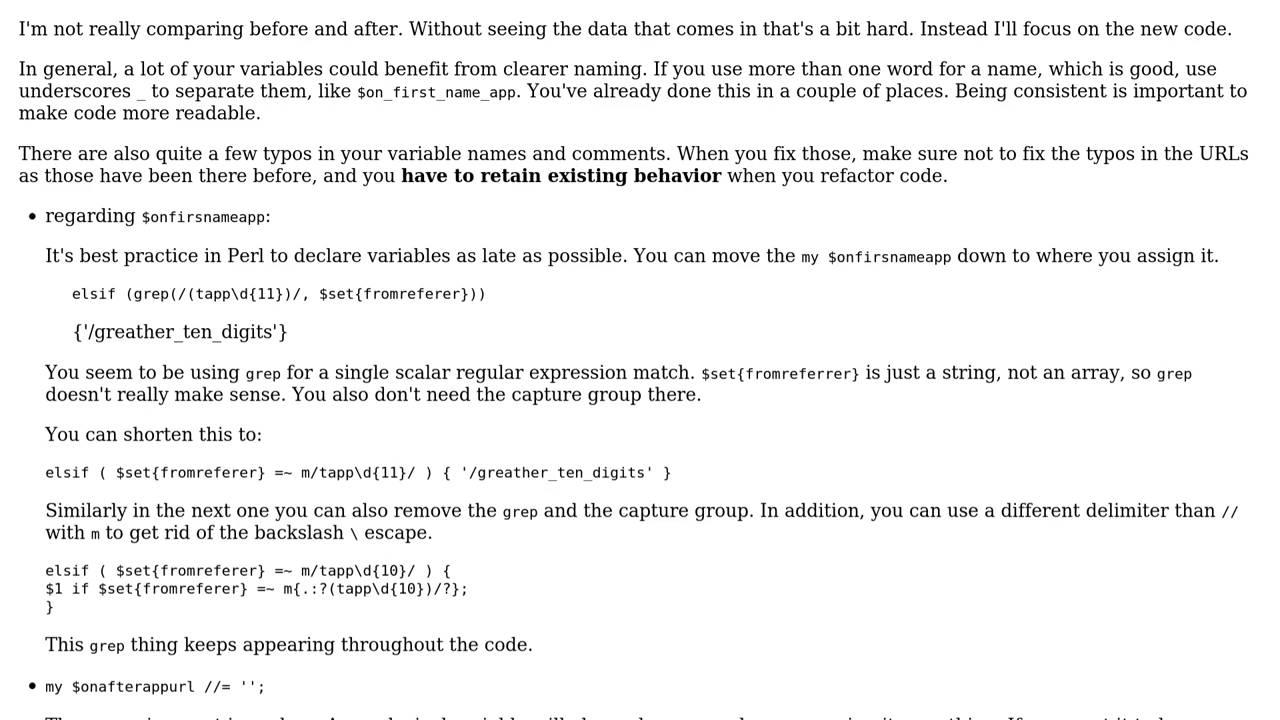 I'm not really comparing before and after. Without seeing the data that comes in that's a bit hard. Instead I'll focus on the new code.
In general, a lot of your variables could benefit from clearer naming. If you use more than one word for a name, which is good, use
underscores _ to separate them, like $on_first_name_app. You've already done this in a couple of places. Being consistent is important to
make code more readable.
There are also quite a few typos in your variable names and comments. When you fix those, make sure not to fix the typos in the URLs
as those have been there before, and you have to retain existing behavior when you refactor code.
• regarding $onfirsnameapp:
It's best practice in Perl to declare variables as late as possible. You can move the my $onfirsnameapp down to where you assign it.
elsif (grep(/(tapp\d{11})/, $set{fromreferer}))
{'/greather_ten_digits'}
You seem to be using grep for a single scalar regular expression match. $set{fromreferrer} is just a string, not an array, so grep
doesn't really make sense. You also don't need the capture group there.
You can shorten this to:
elsif ( $set{fromreferer} =~ m/tapp\d{11}/ ) { '/greather_ten_digits' }
Similarly in the next one you can also remove the grep and the capture group. In addition, you can use a different delimiter than //
with m to get rid of the backslash \ escape.
elsif ( $set{fromreferer} =~ m/tapp\d{10}/ ) {
$1 if $set{fromreferer} =~ m{.:?(tapp\d{10})/?};
}
This grep thing keeps appearing throughout the code.
• my $onafterappurl //= '';